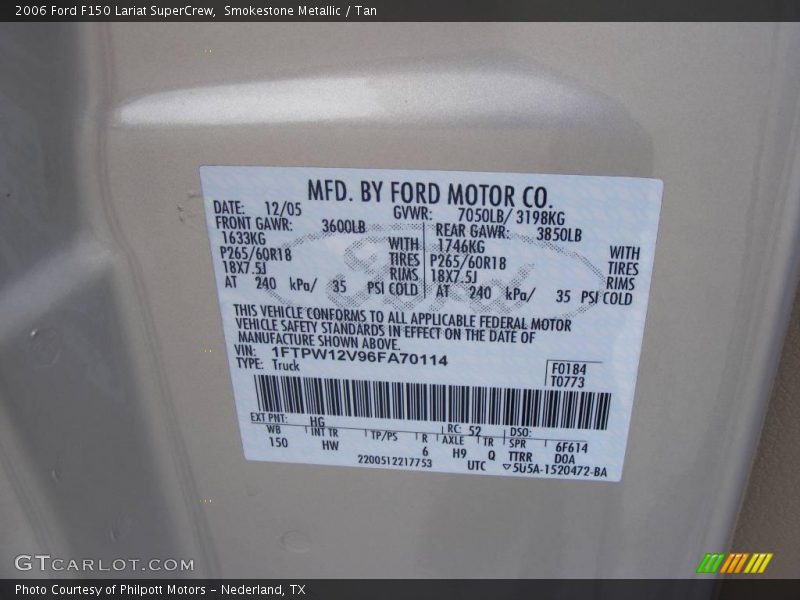 2006 Ford F150 Lariat SuperCrew, Smokestone Metallic / Tan
MFD. BY FORD MOTOR CO.
DATE: 12/05 GVWR: 7050LB/ 3198KG
FRONT GAWR: 3600LB REAR GAWR: 3850LB
1633KG WITH 1746KG WITH
P265/60R18 TIRES P265/60R18 TIRES
18X7.5J RIMS 18X7.5J RIMS
AT 240 kPa/ 35 PSI COLD AT 240 kPa/ 35 PSI COLD
Ford
THIS VEHICLE CONFORMS TO ALL APPLICABLE FEDERAL MOTOR
VEHICLE SAFETY STANDARDS IN EFFECT ON THE DATE OF
MANUFACTURE SHOWN ABOVE.
VIN: 1FTPW12V96FA70114
TYPE: Truck
F0184
T0773
EXT PNT: HG RC: 52 DSO:
WB INT TR TP/PS R AXLE TR SPR 6F614
150 HW 6 H9 Q TTRR DOA
2200512217753 UTC ▽5U5A-1520472-BA
GTCARLOT.COM
Photo Courtesy of Philpott Motors – Nederland, TX